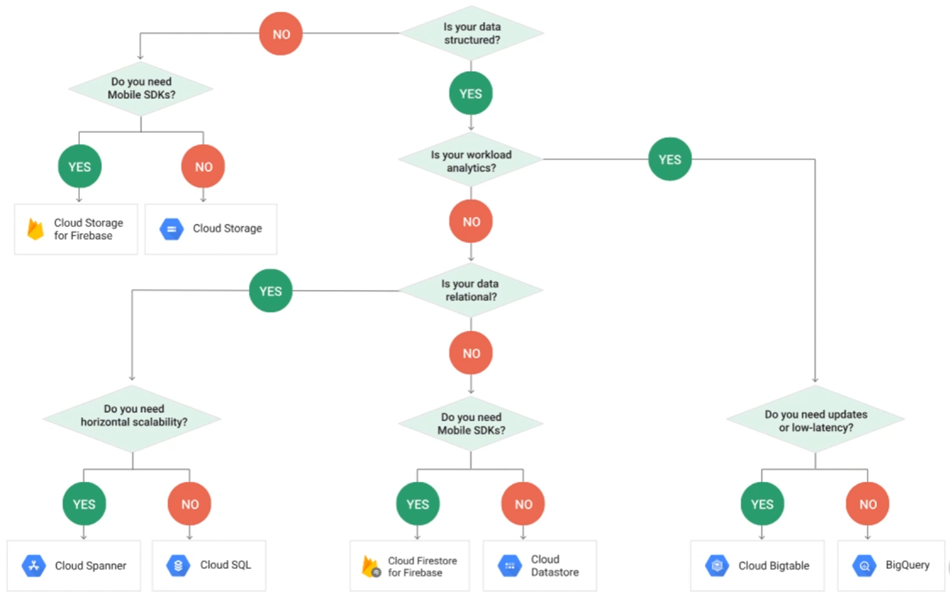 Is your data
structured?
NO
Do you need
Mobile SDKs?
YES
YES
NO
Is your workload
analytics?
YES
Cloud Storage
for Firebase
Cloud Storage
NO
Is your data
relational?
YES
NO
Do you need
horizontal scalability?
Do you need
Mobile SDKs?
Do you need updates
or low-latency?
YES
NO
YES
NO
YES
NO
Cloud Spanner
Cloud SQL
Cloud Firestore
for Firebase
Cloud
Datastore
Cloud Bigtable
BigQuery